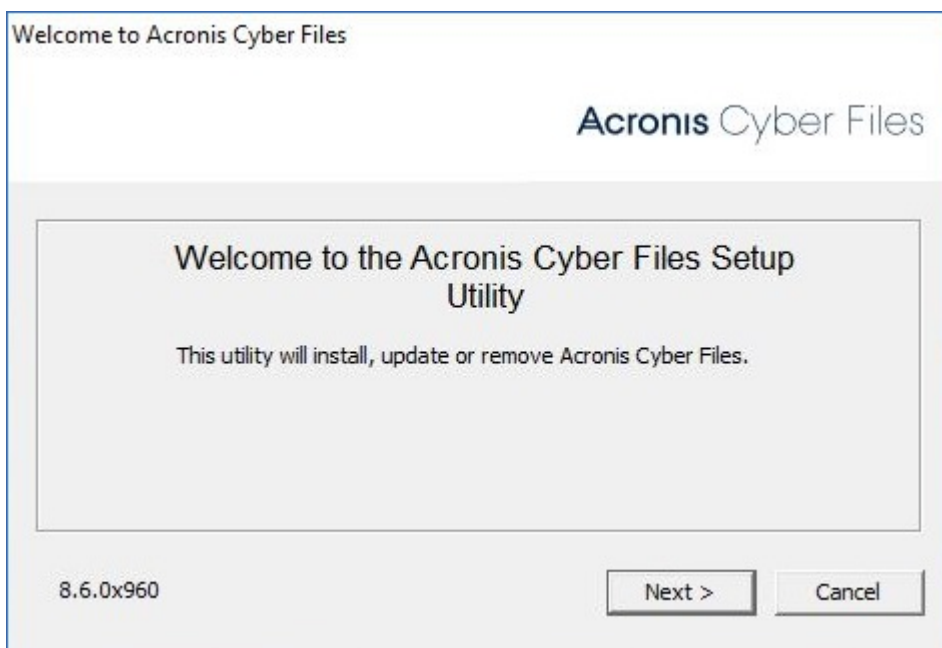 Welcome to Acronis Cyber Files
Acronis Cyber Files
Welcome to the Acronis Cyber Files Setup
Utility
This utility will install, update or remove Acronis Cyber Files.
8.6.0x960
Next >
Cancel